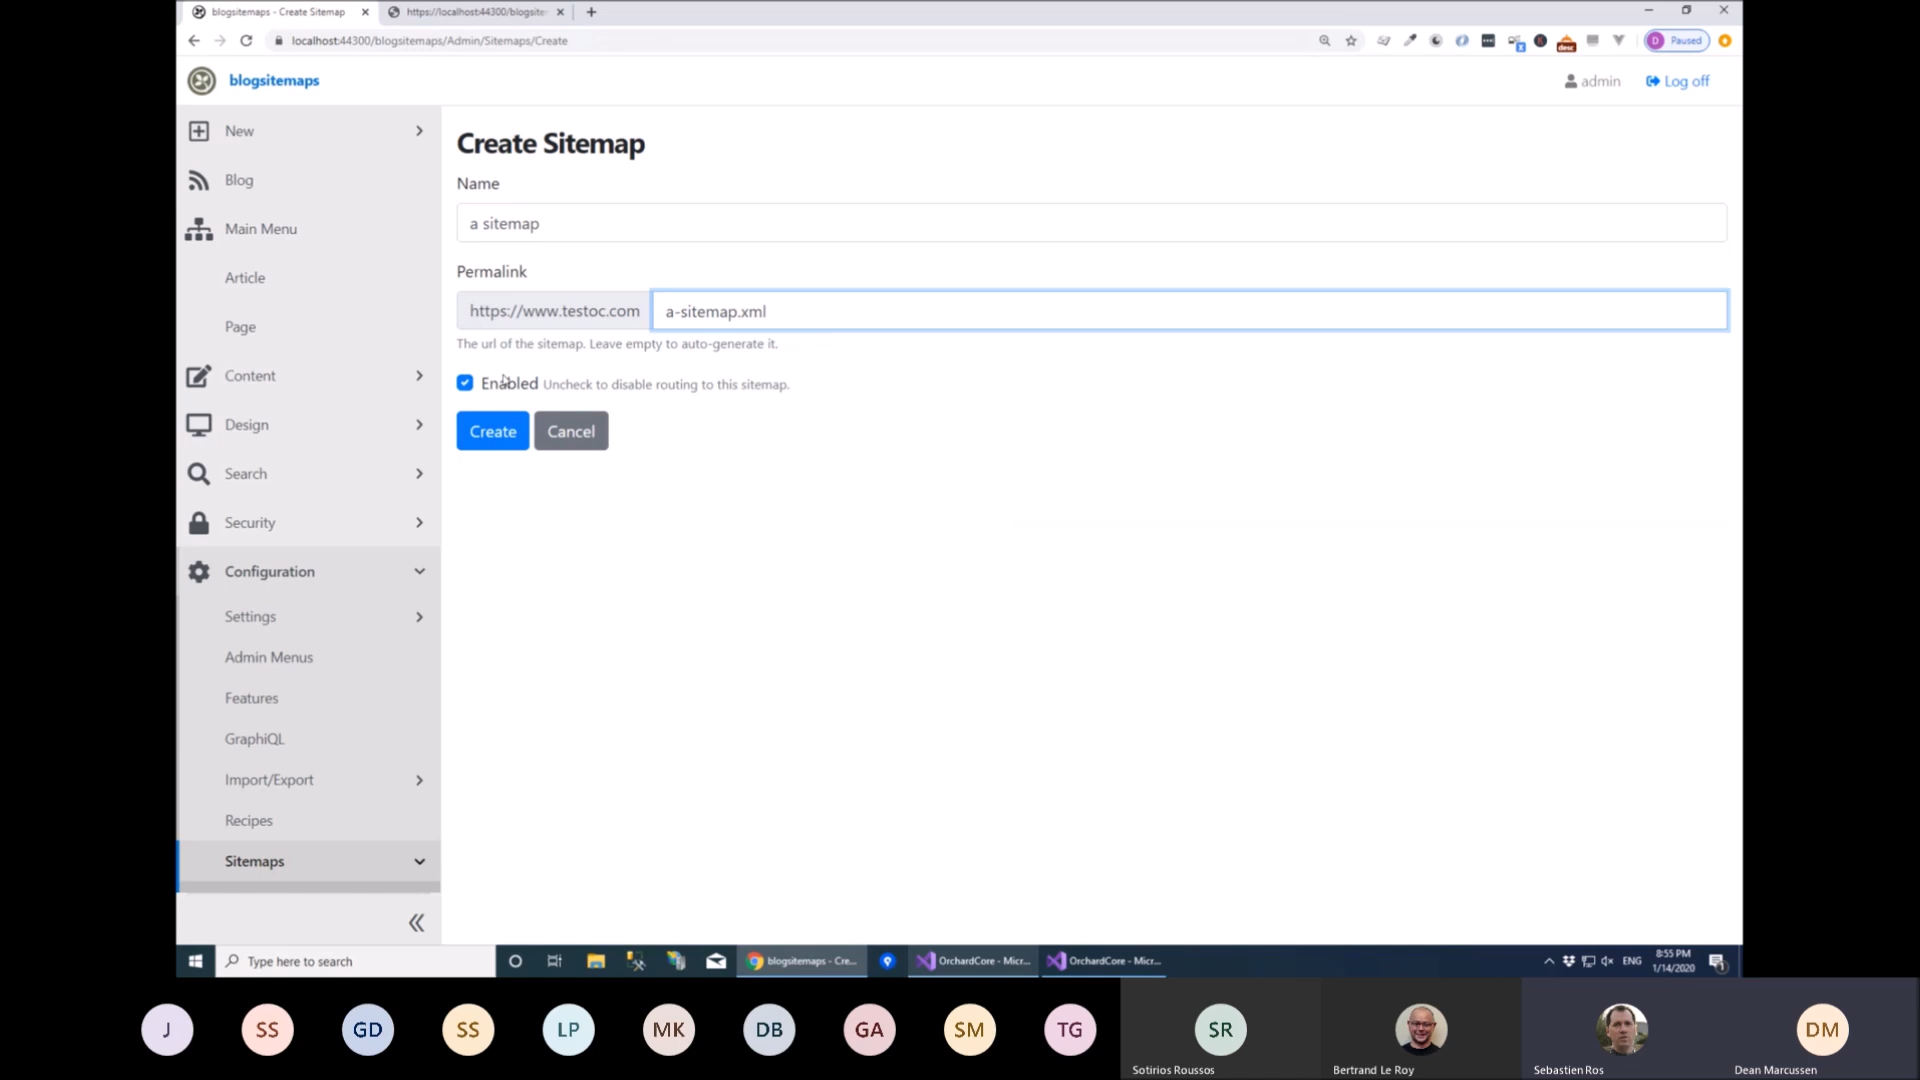 blogsitemaps - Create Sitemap
https://localhost:44300/blogsite
localhost:44300/blogsitemaps/Admin/Sitemaps/Create
Paused
blogsitemaps
admin
Log off
New
Blog
Main Menu
Article
Page
Content
Design
Search
Security
Configuration
Settings
Admin Menus
Features
GraphiQL
Import/Export
Recipes
Sitemaps
Create Sitemap
Name
a sitemap
Permalink
https://www.testoc.com
a-sitemap.xml
The url of the sitemap. Leave empty to auto-generate it.
Enabled Uncheck to disable routing to this sitemap.
Create
Cancel
Type here to search
blogsitemaps - Cre...
OrchardCore - Micr...
OrchardCore - Micr...
ENG
8:55 PM
1/14/2020
J
SS
GD
SS
LP
MK
DB
GA
SM
TG
SR
DM
Sotirios Roussos
Bertrand Le Roy
Sebastien Ros
Dean Marcussen